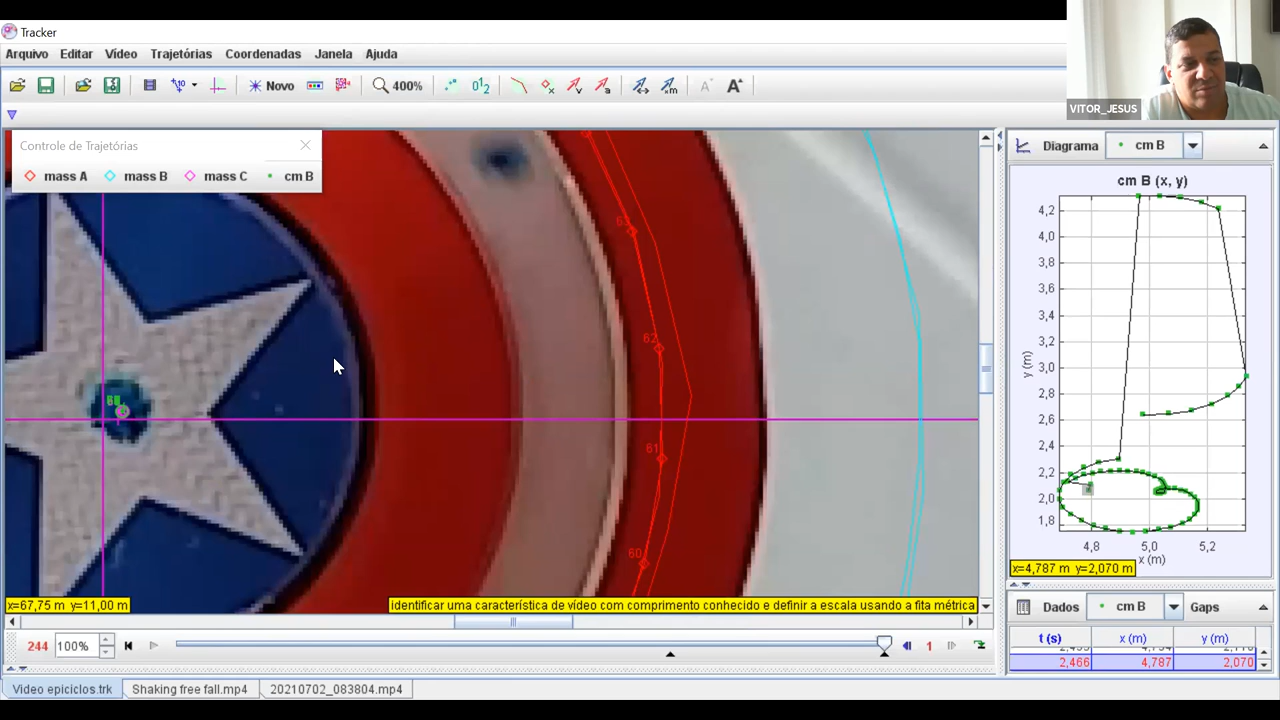 Tracker
Arquivo Editar Vídeo Trajetórias Coordenadas Janela Ajuda
Novo 400%
VITOR_JESUS
Controle de Trajetórias
mass A mass B mass C cm B
Diagrama cm B
cm B (x, y)
4,2
4,0
3,8
3,6
3,4
3,2
3,0
2,8
2,6
2,4
2,2
2,0
1,8
y (m)
4,8 5,0 5,2
x (m)
x=4,787 m y=2,070 m
63
62
61
60
x=67,75 m y=11,00 m
identificar uma característica de vídeo com comprimento conhecido e definir a escala usando a fita métrica
Dados cm B Gaps
t (s) x (m) y (m)
2,466 4,787 2,070
244 100% 1
Video epiciclos.trk Shaking free fall.mp4 20210702_083804.mp4